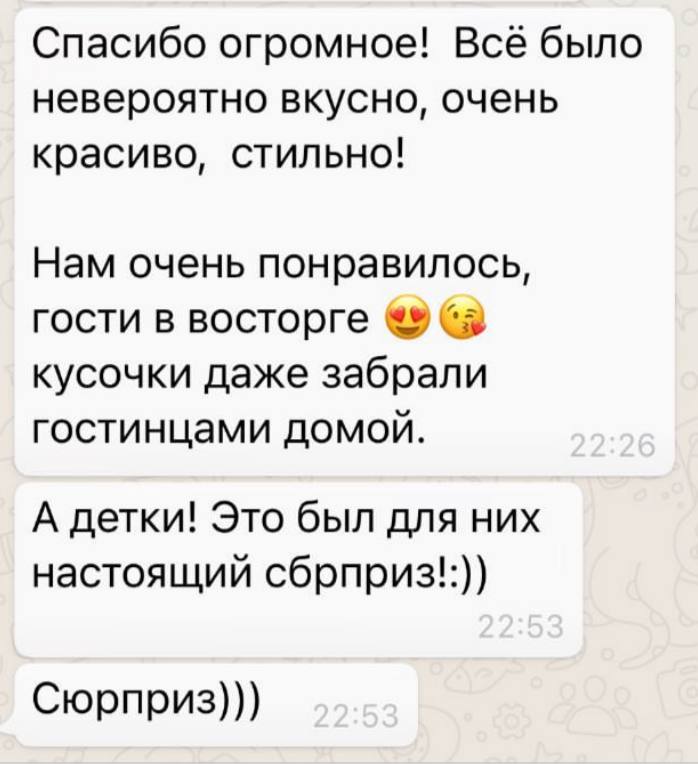 Спасибо огромное!  Всё было
невероятно вкусно, очень
красиво,  стильно!
Нам очень понравилось,
гости в восторге 😍😘
кусочки даже забрали
гостинцами домой.
22:26
А детки! Это был для них
настоящий сбрприз!:))
22:53
Сюрприз)))
22:53